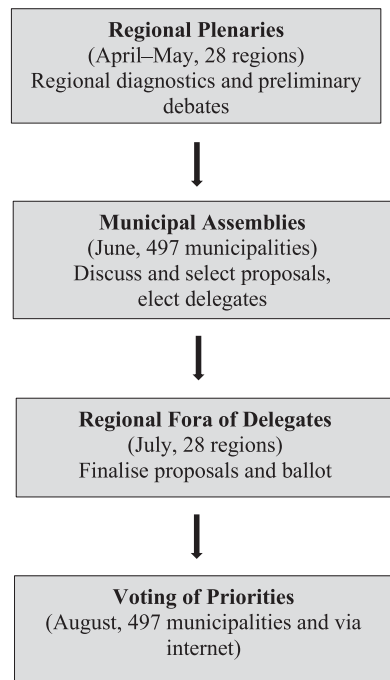 Regional Plenaries
(April–May, 28 regions)
Regional diagnostics and preliminary
debates
Municipal Assemblies
(June, 497 municipalities)
Discuss and select proposals,
elect delegates
Regional Fora of Delegates
(July, 28 regions)
Finalise proposals and ballot
Voting of Priorities
(August, 497 municipalities and via
internet)